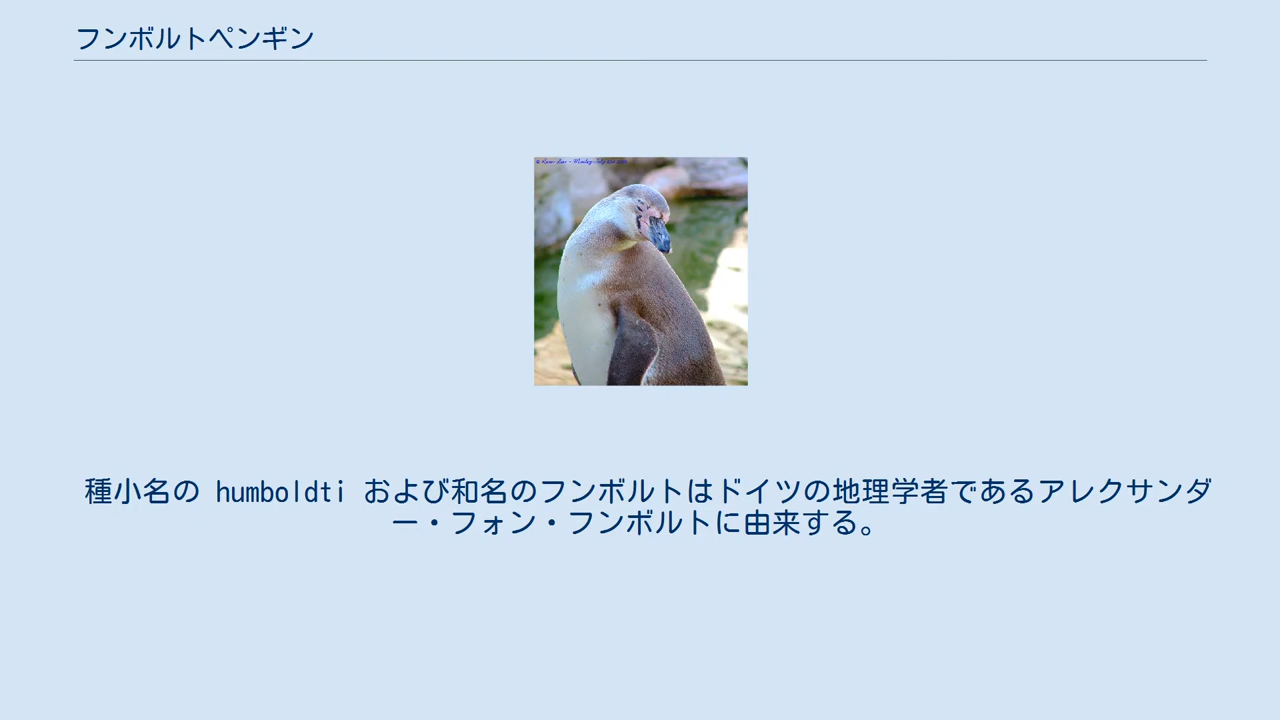 フンボルトペンギン
種小名の humboldti および和名のフンボルトはドイツの地理学者であるアレクサンダ
ー・フォン・フンボルトに由来する。